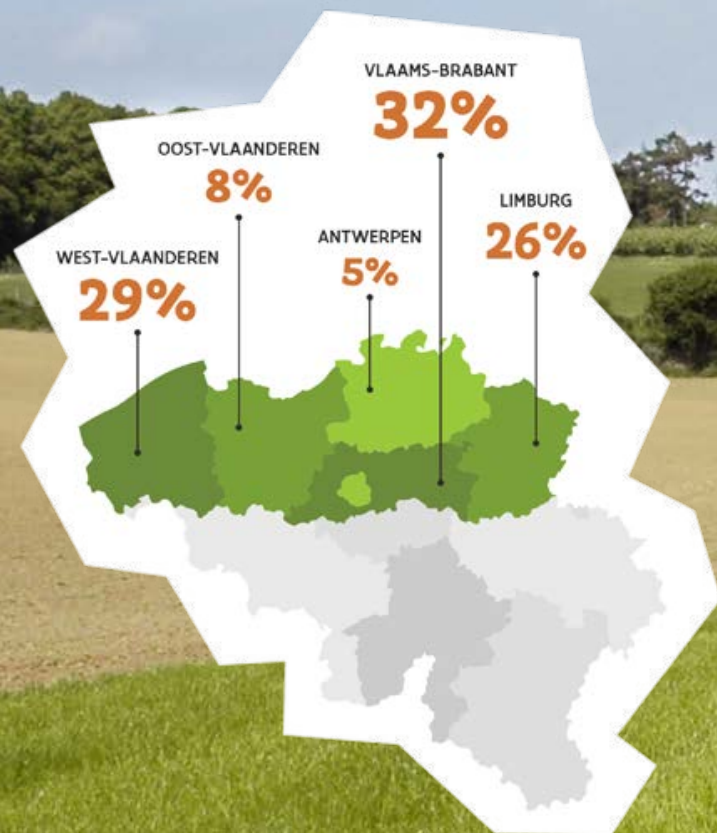 VLAAMS-BRABANT
32%
OOST-VLAANDEREN
8%
LIMBURG
26%
ANTWERPEN
5%
WEST-VLAANDEREN
29%